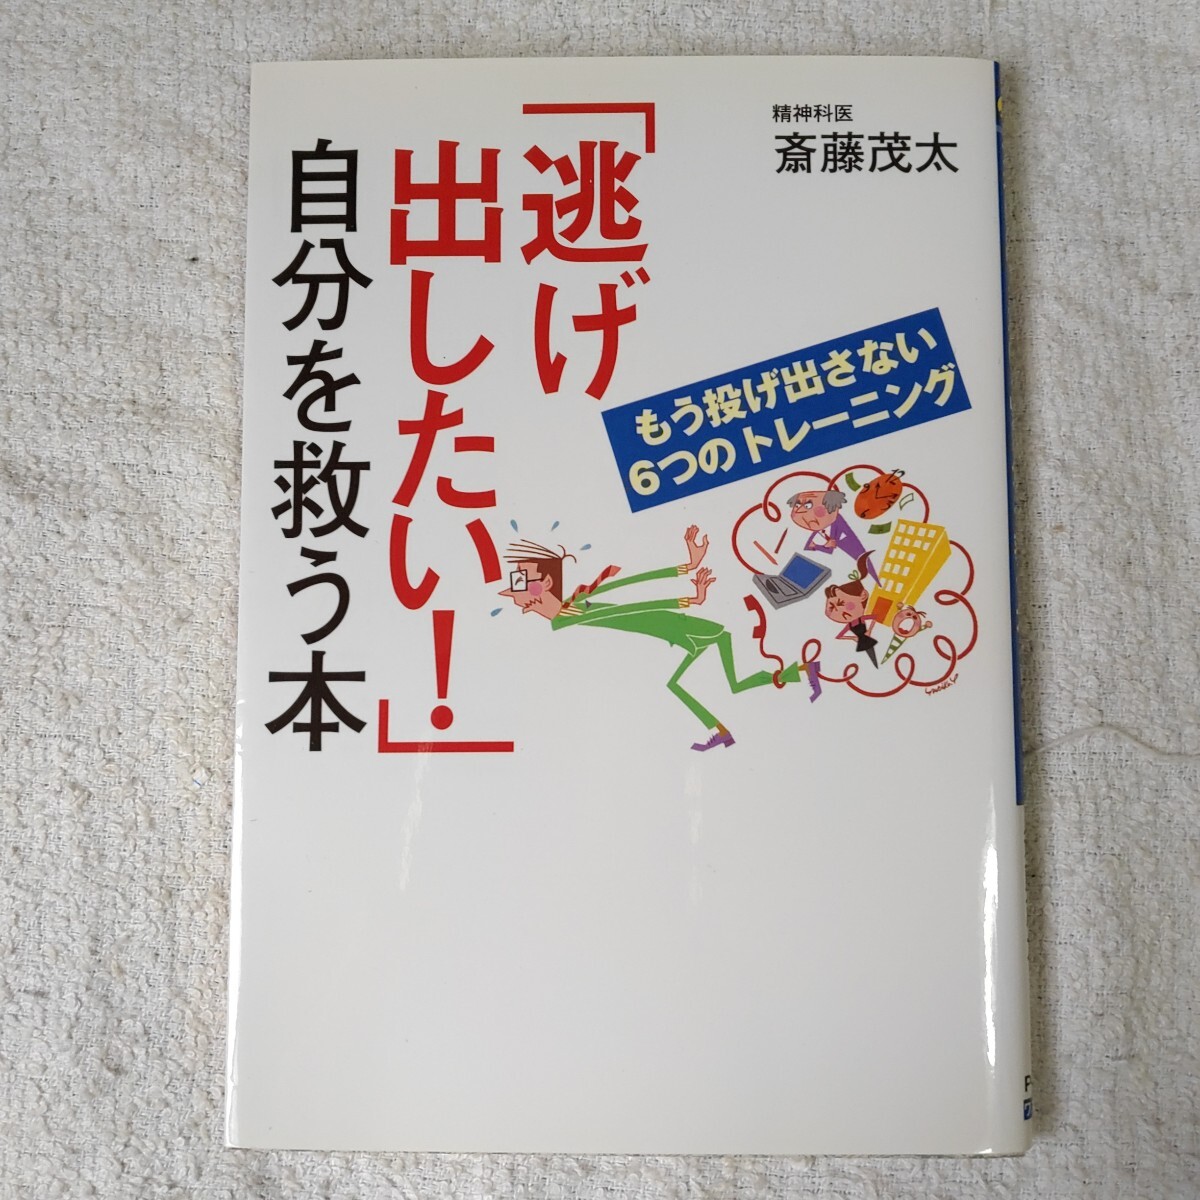 精神科医
斎藤茂太
「逃げ
出したい!」
自分を救う本
もう投げ出さない
6つのトレーニング